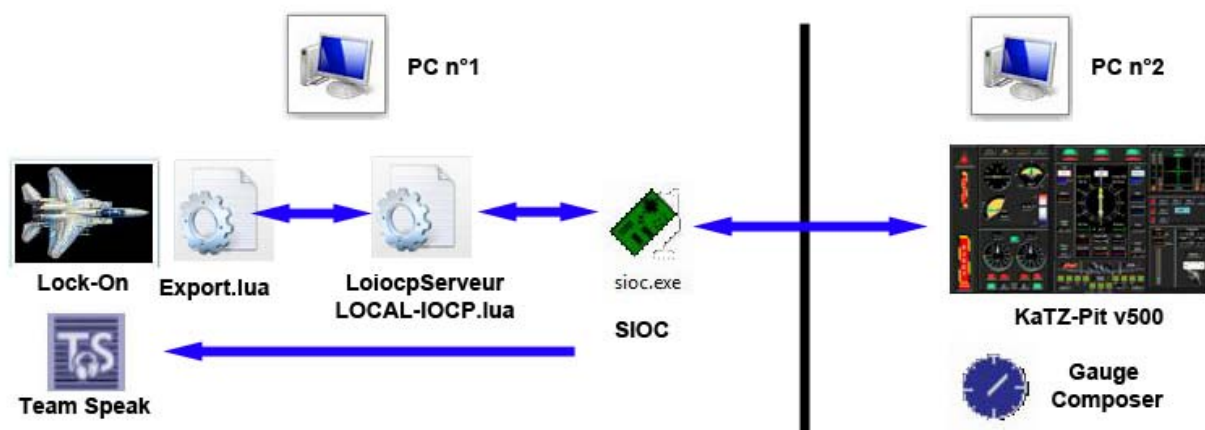 PC n°1
PC n°2
Lock-On
Export.lua
LoiocpServeur
LOCAL-IOCP.lua
sioc.exe
SIOC
KaTZ-Pit v500
TS
Team Speak
Gauge
Composer